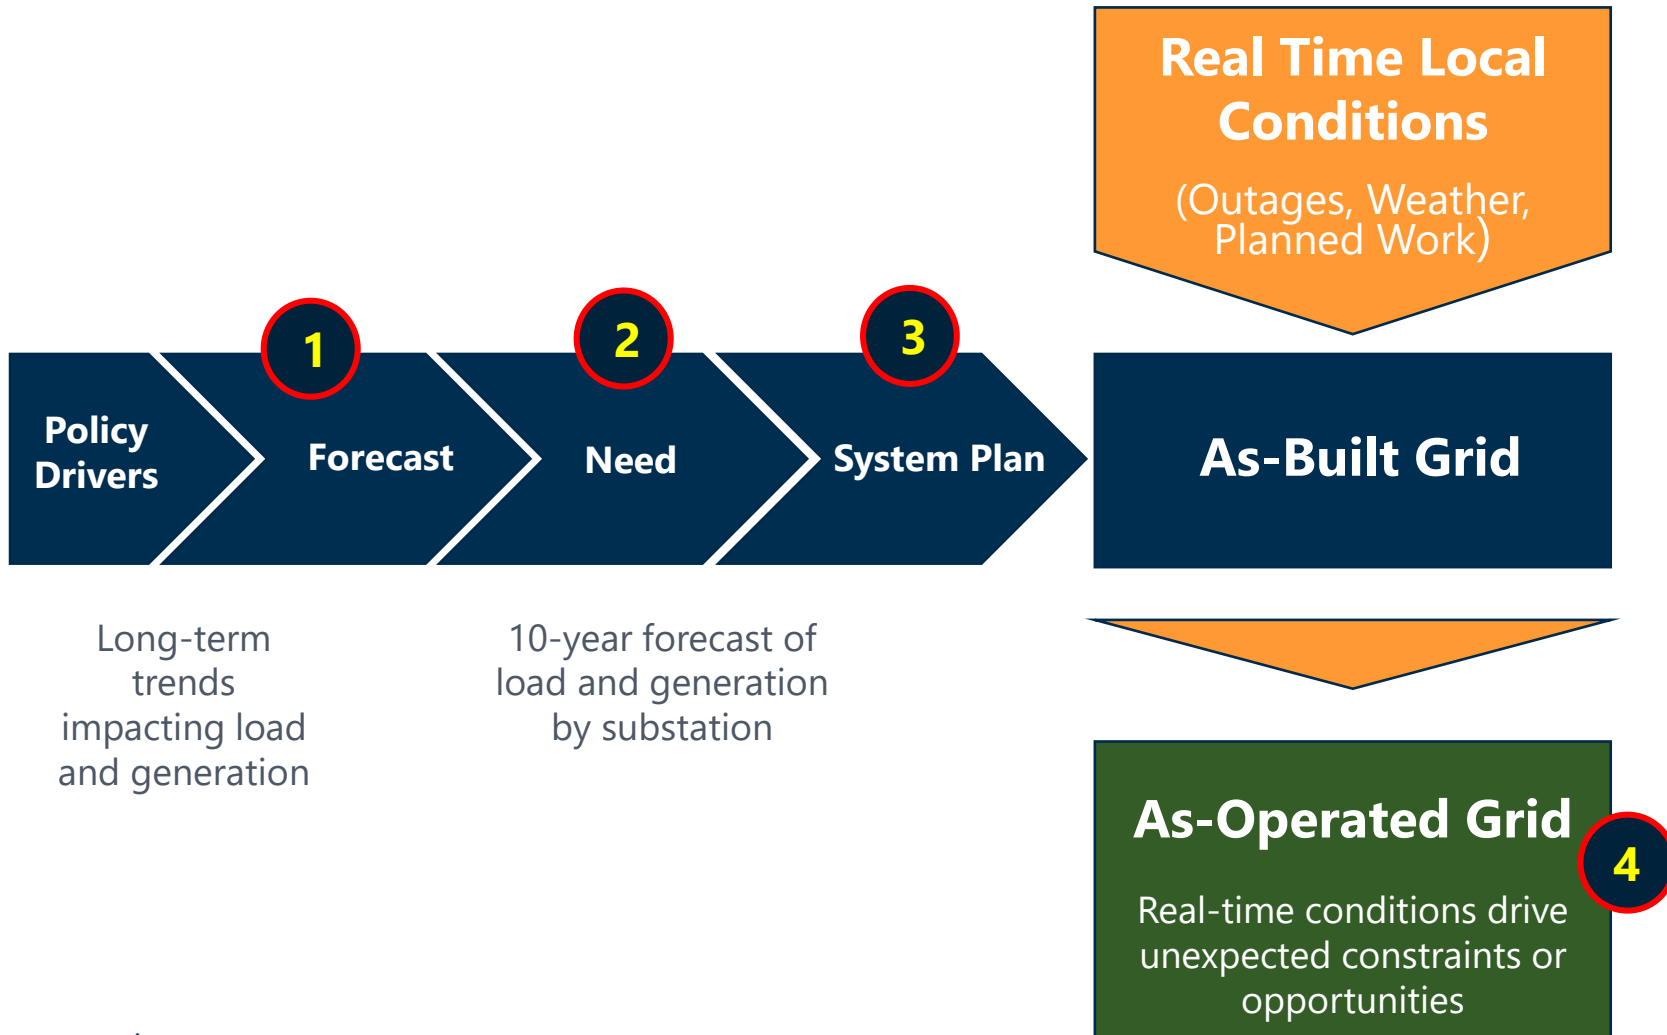 Real Time Local
Conditions
(Outages, Weather,
Planned Work)
1
2
3
Policy
Drivers
Forecast
Need
System Plan
As-Built Grid
Long-term
trends
impacting load
and generation
10-year forecast of
load and generation
by substation
As-Operated Grid
4
Real-time conditions drive
unexpected constraints or
opportunities